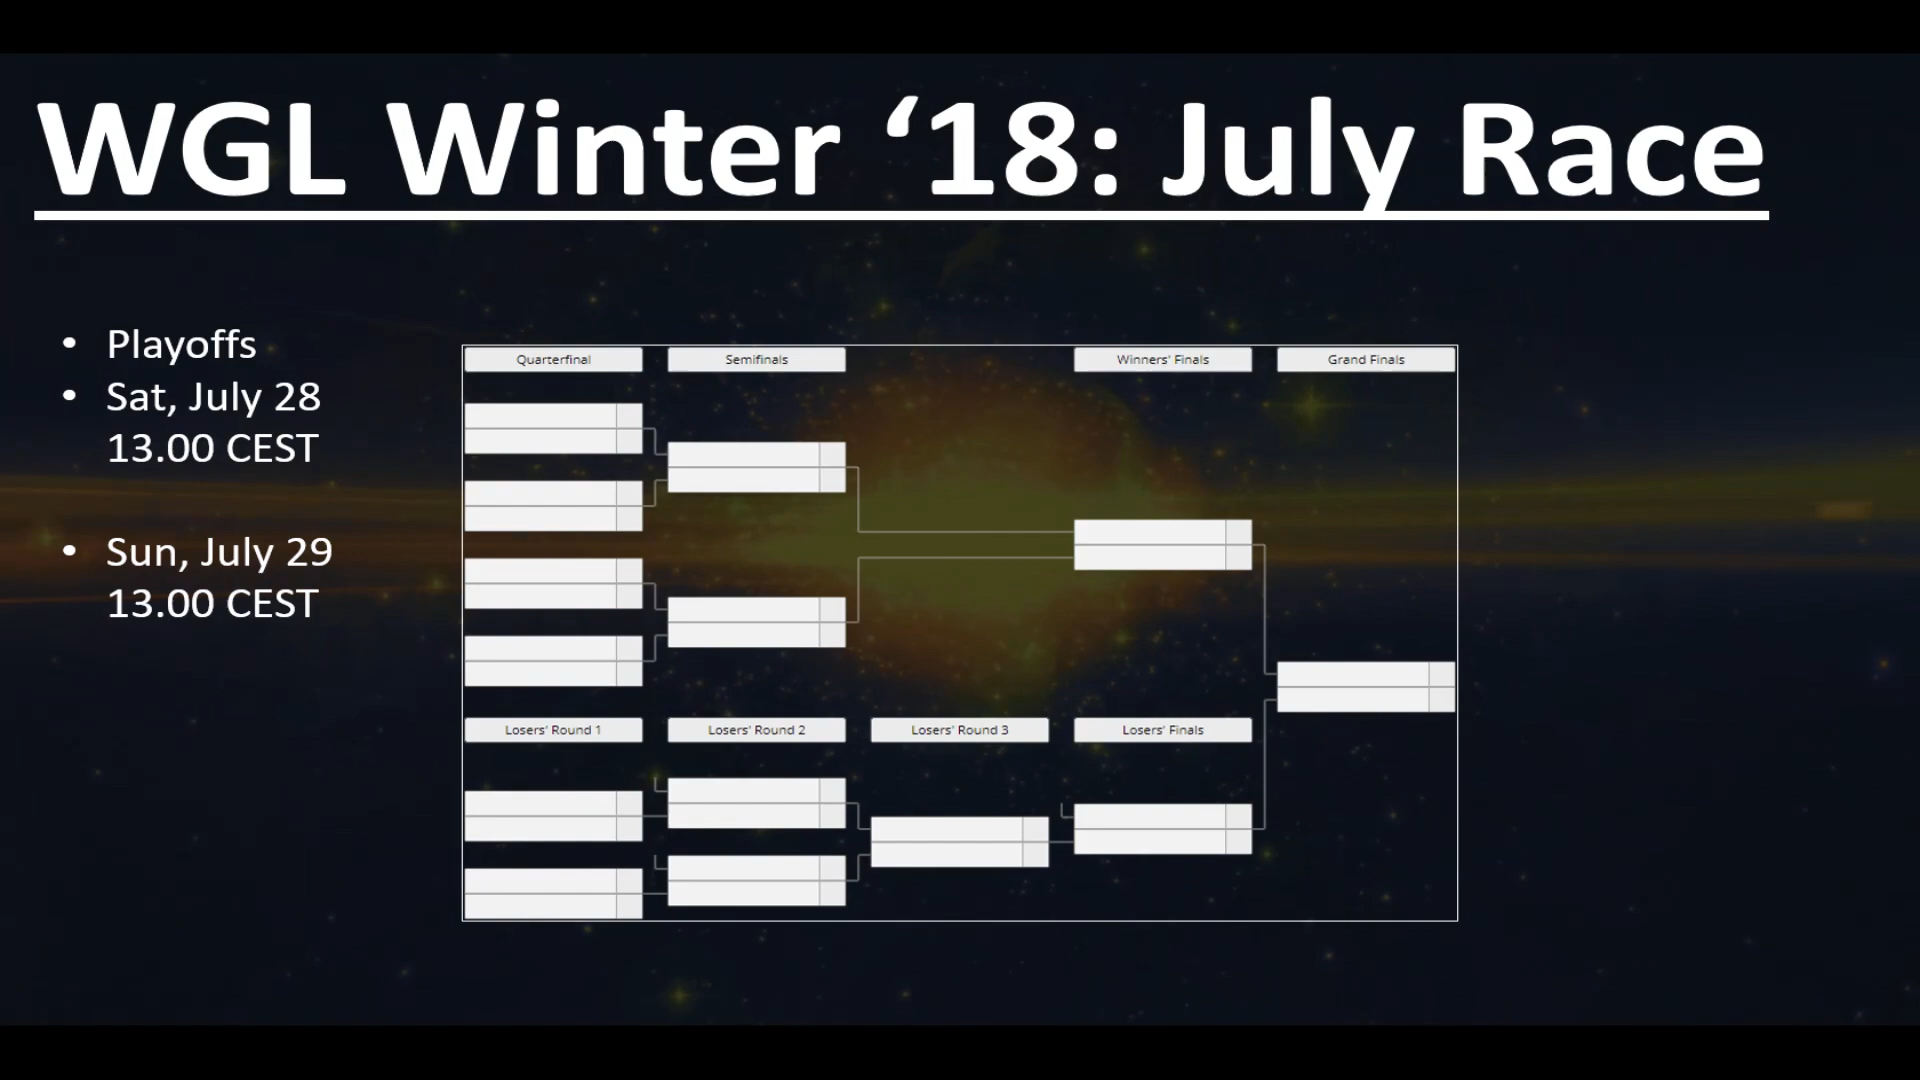 WGL Winter ‘18: July Race
• Playoffs
• Sat, July 28
13.00 CEST
• Sun, July 29
13.00 CEST
Quarterfinal
Semifinals
Winners' Finals
Grand Finals
Losers' Round 1
Losers' Round 2
Losers' Round 3
Losers' Finals